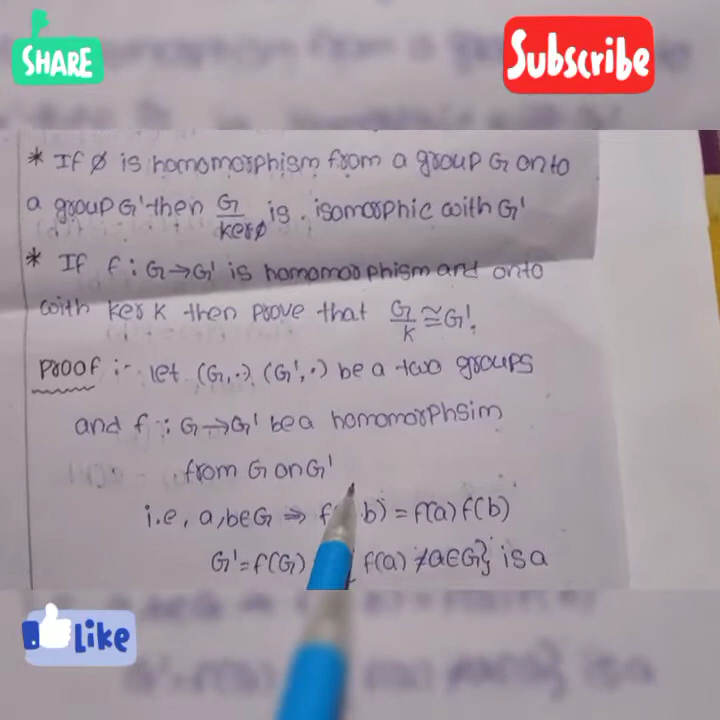 SHARE
Subscribe
* If ø is homomorphism from a group G onto
a group G' then G/kerø is isomorphic with G'
* If f : G→G' is homomorphism and onto
with ker K then prove that G/K ≅ G'.
Proof :- let (G,·) (G',·) be a two groups
and f : G→G' be a homomorphsim
from G on G'
i.e, a,b∈G ⇒ f( .b) = f(a) f(b)
G' = f(G) f(a) ∀a∈G} is a
Like